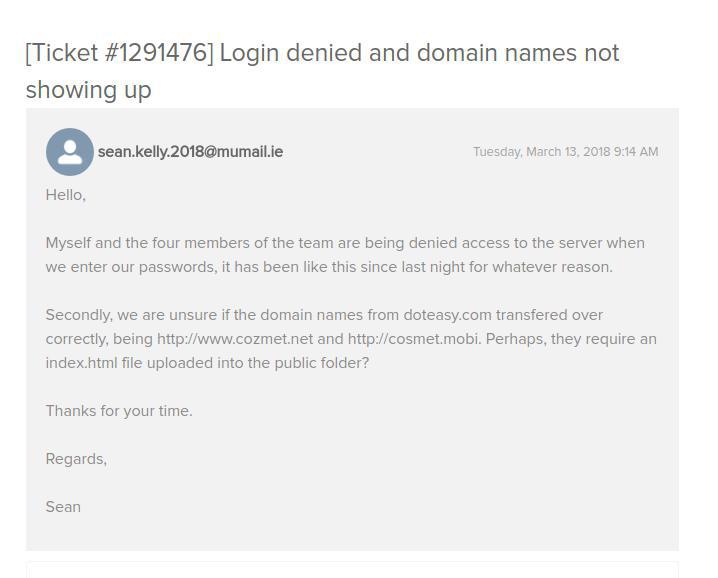 [Ticket #1291476] Login denied and domain names not
showing up
sean.kelly.2018@mumail.ie
Tuesday, March 13, 2018 9:14 AM
Hello,
Myself and the four members of the team are being denied access to the server when
we enter our passwords, it has been like this since last night for whatever reason.
Secondly, we are unsure if the domain names from doteasy.com transfered over
correctly, being http://www.cozmet.net and http://cosmet.mobi. Perhaps, they require an
index.html file uploaded into the public folder?
Thanks for your time.
Regards,
Sean